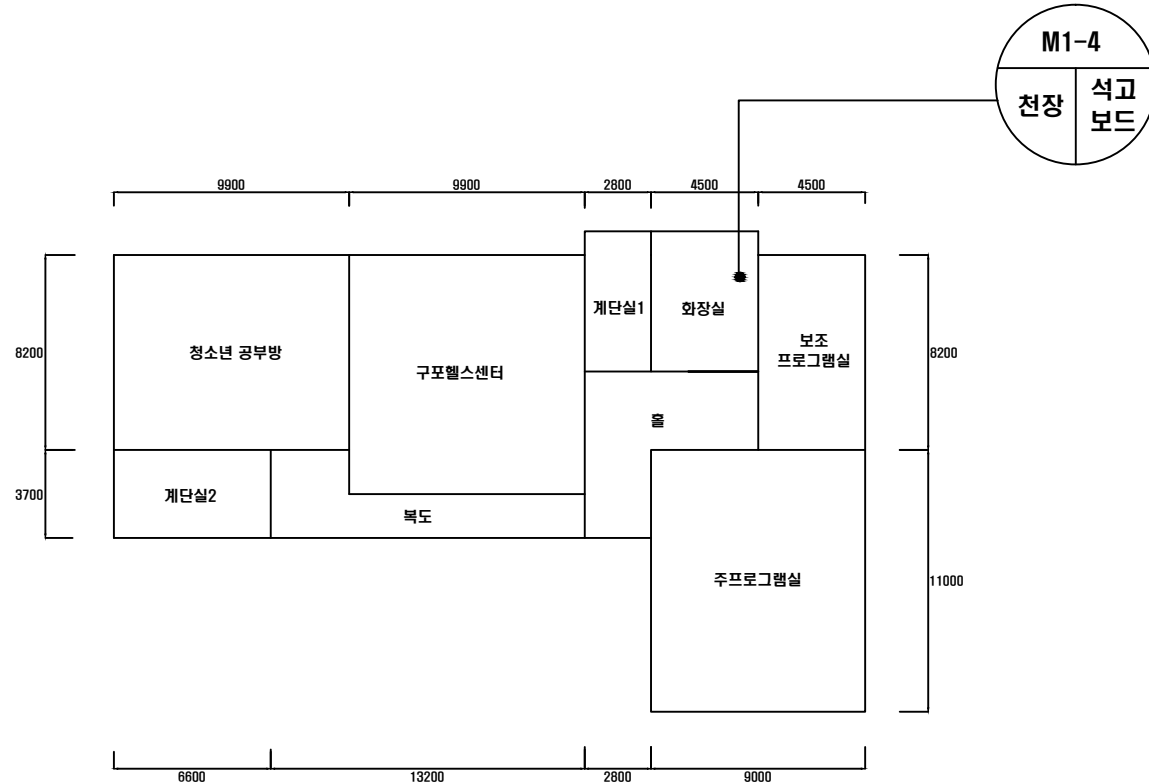 M1-4
천장
석고
보드
9900
9900
2800
4500
4500
계단실1
화장실
보조
프로그램실
청소년 공부방
구포헬스센터
8200
8200
홀
계단실2
복도
3700
주프로그램실
11000
6600
13200
2800
9000